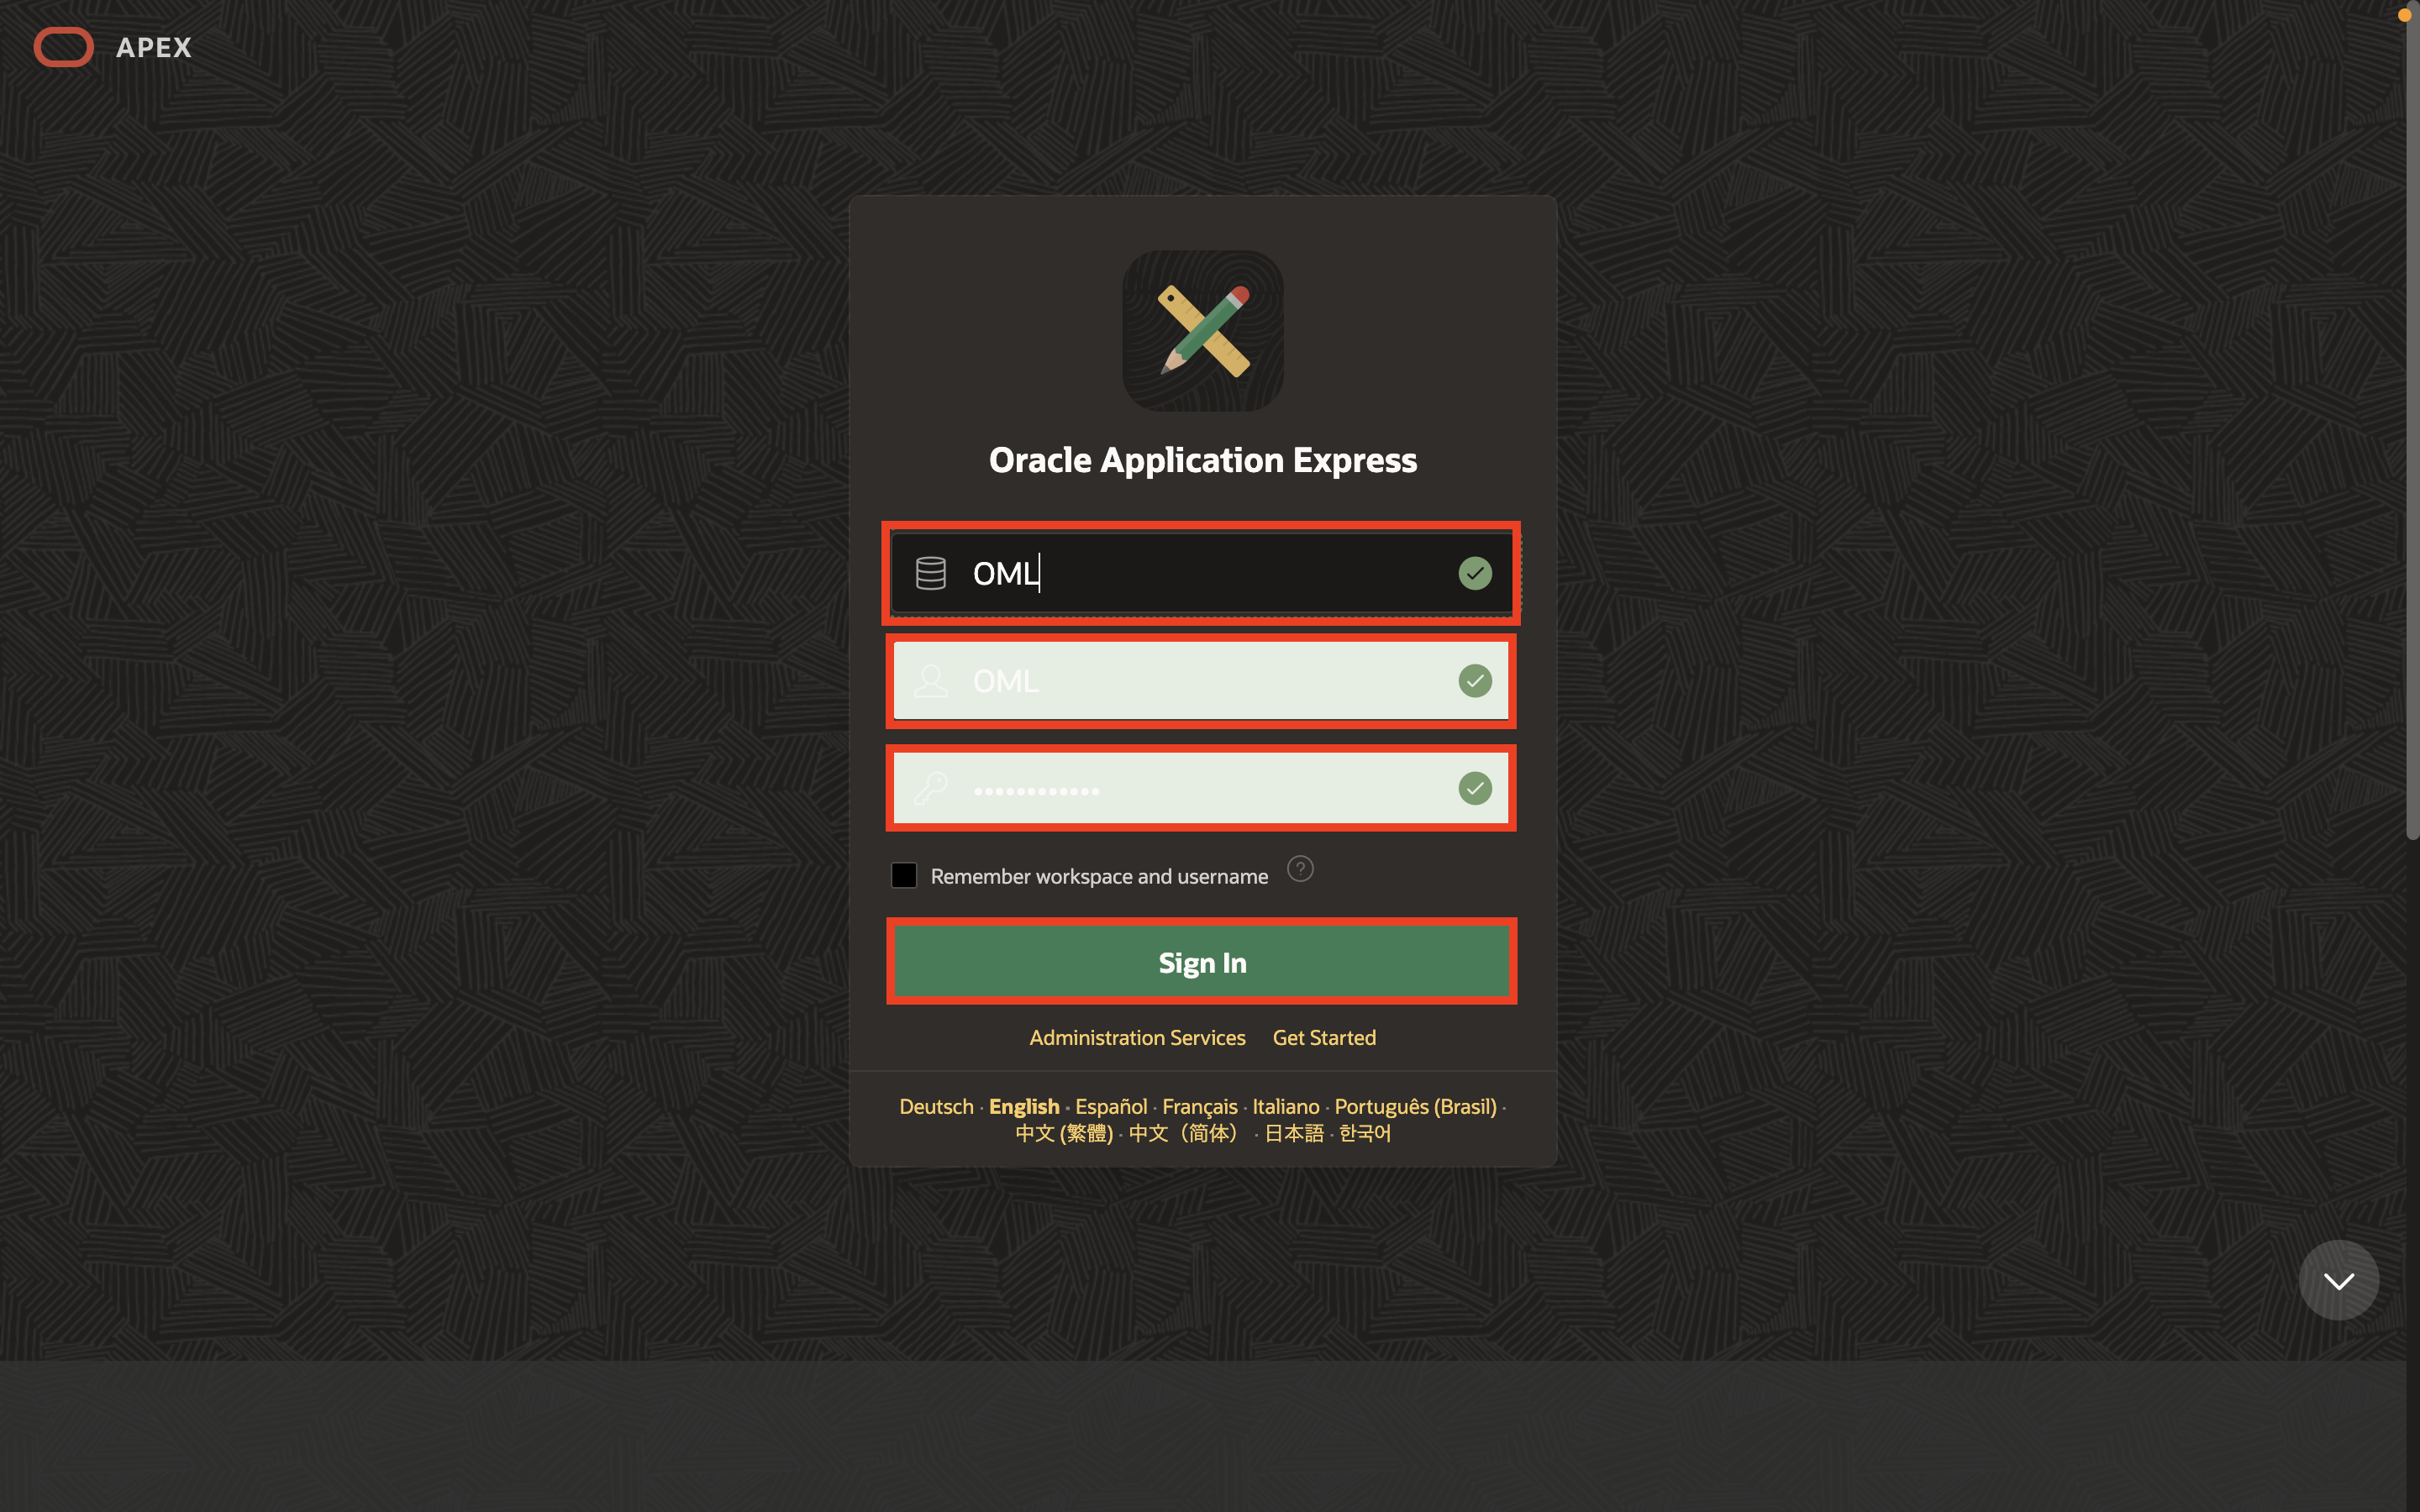 APEX
Oracle Application Express
OML
OML
••••••••••••
Remember workspace and username ?
Sign In
Administration Services Get Started
Deutsch · English · Español · Français · Italiano · Português (Brasil) ·
中文 (繁體) · 中文（简体） · 日本語 · 한국어